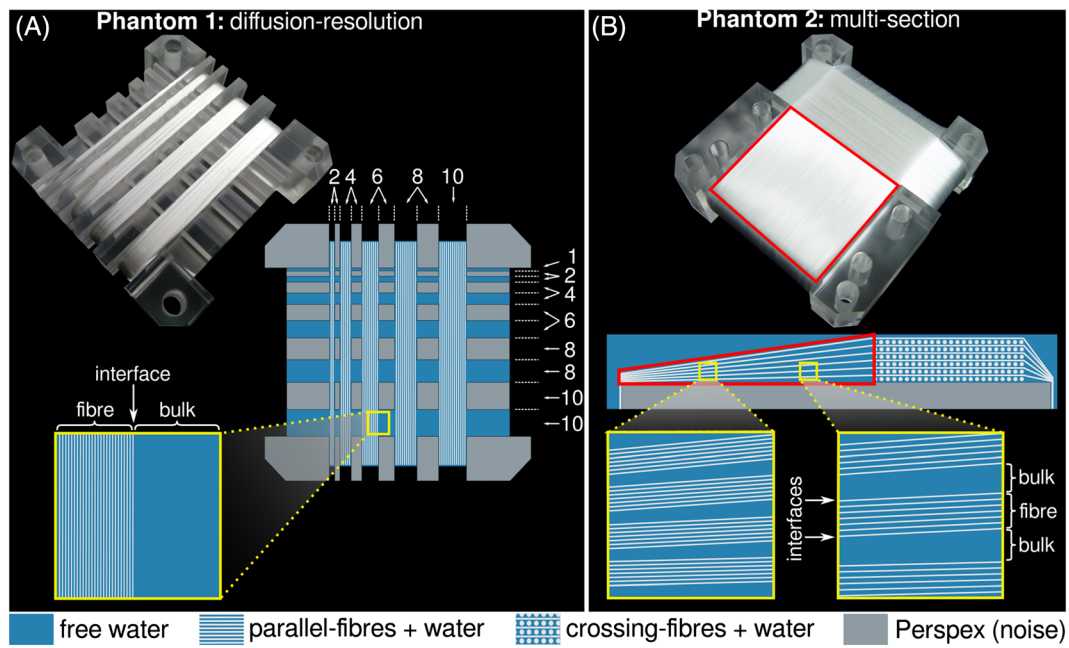 (A) Phantom 1: diffusion-resolution
2 4 6 8 10
1
2
4
6
8
8
10
10
interface
fibre bulk
(B) Phantom 2: multi-section
interfaces
bulk
fibre
bulk
free water parallel-fibres + water crossing-fibres + water Perspex (noise)